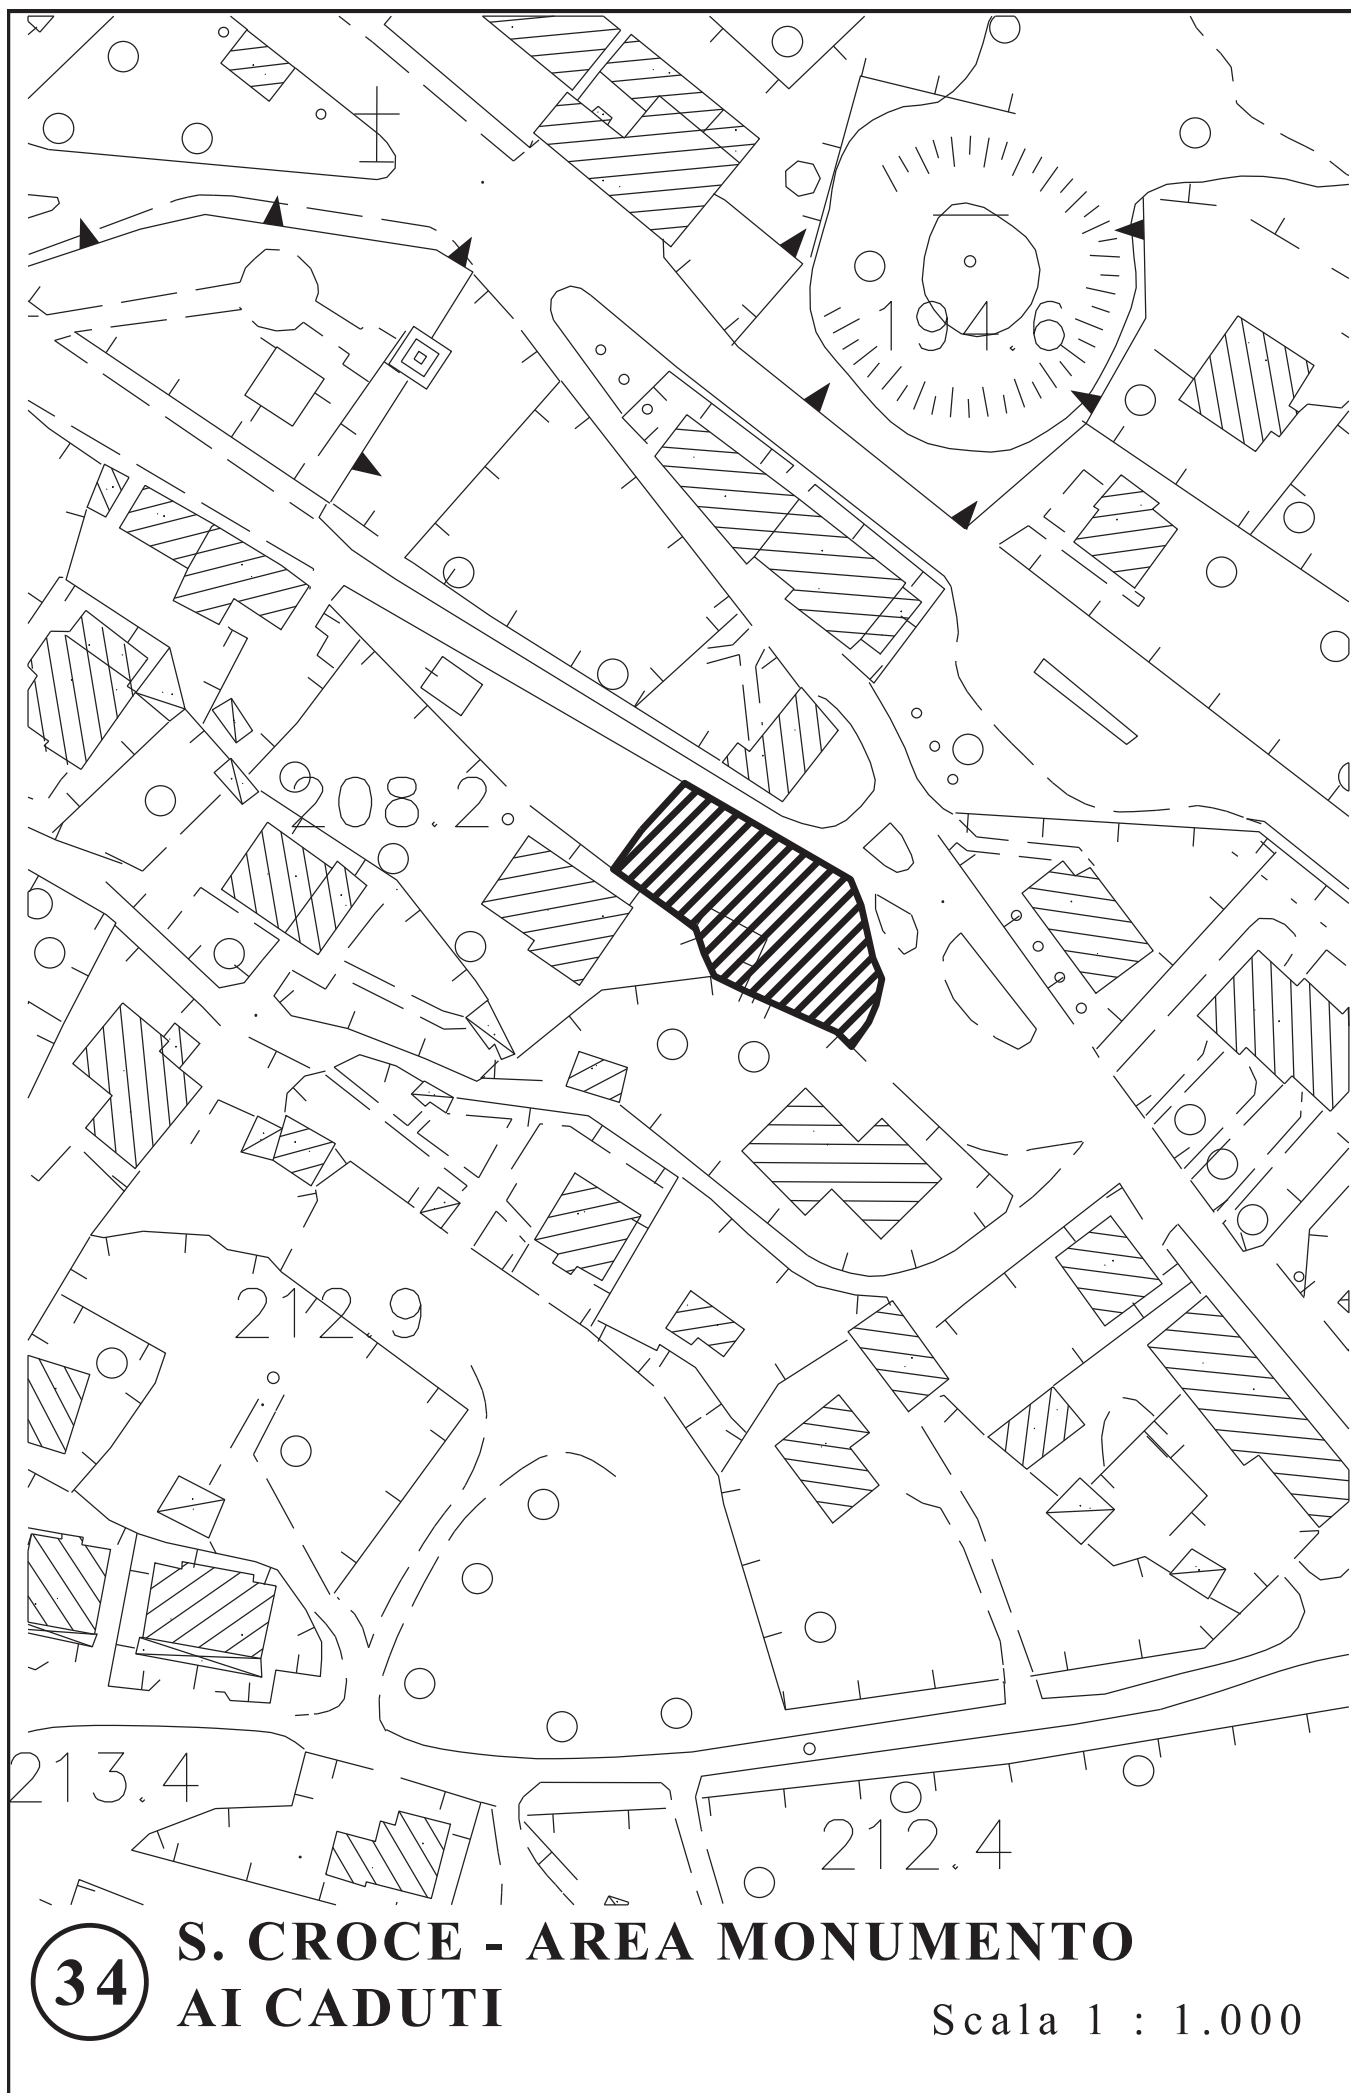 194.6
208.2
212.9
213.4
212.4
34
S. CROCE - AREA MONUMENTO
AI CADUTI
Scala 1 : 1.000